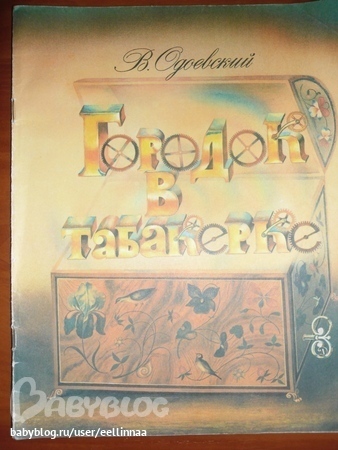 В. Одоевский
Городок
в
табакерке
BABYBLOG
babyblog.ru/user/eellinnaa